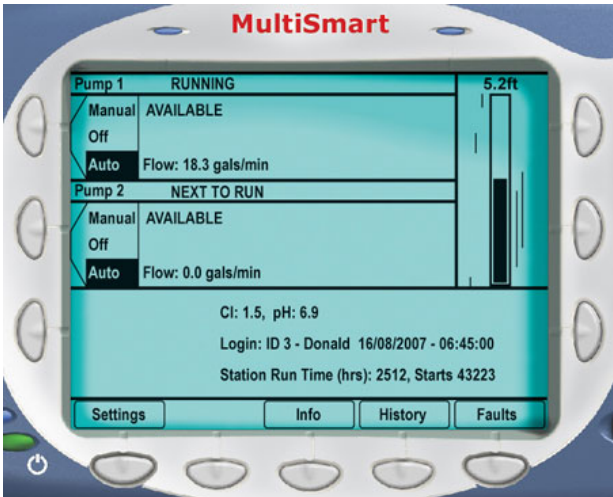 MultiSmart
Pump 1 RUNNING 5.2ft
Manual AVAILABLE
Off
Auto Flow: 18.3 gals/min
Pump 2 NEXT TO RUN
Manual AVAILABLE
Off
Auto Flow: 0.0 gals/min
Cl: 1.5, pH: 6.9
Login: ID 3 - Donald 16/08/2007 - 06:45:00
Station Run Time (hrs): 2512, Starts 43223
Settings Info History Faults